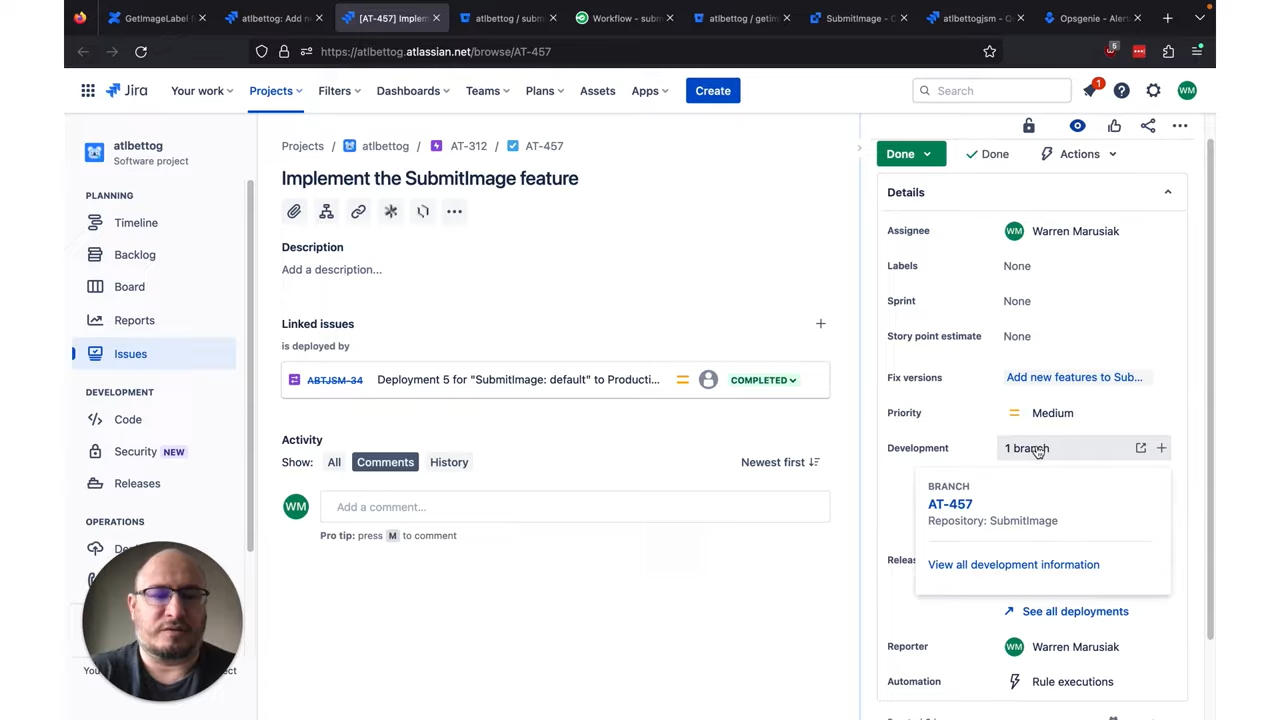 GetImageLabel f
atlbettog: Add n
[AT-457] Implem
atlbettog / subm
Workflow - subm
atlbettog / getim
SubmitImage - C
atlbettogjsm - Q
Opsgenie - Alert
https://atlbettog.atlassian.net/browse/AT-457
6
Jira
Your work
Projects
Filters
Dashboards
Teams
Plans
Assets
Apps
Create
Search
1
WM
atlbettog
Software project
PLANNING
Timeline
Backlog
Board
Reports
Issues
DEVELOPMENT
Code
Security NEW
Releases
OPERATIONS
Projects / atlbettog / AT-312 / AT-457
Implement the SubmitImage feature
Description
Add a description...
Linked issues
is deployed by
ABTJSM-34 Deployment 5 for "SubmitImage: default" to Producti... COMPLETED
Activity
Show: All Comments History Newest first
WM Add a comment...
Pro tip: press M to comment
Done Done Actions
Details
Assignee WM Warren Marusiak
Labels None
Sprint None
Story point estimate None
Fix versions Add new features to Sub...
Priority Medium
Development 1 branch
BRANCH
AT-457
Repository: SubmitImage
View all development information
Releas
See all deployments
Reporter WM Warren Marusiak
Automation Rule executions